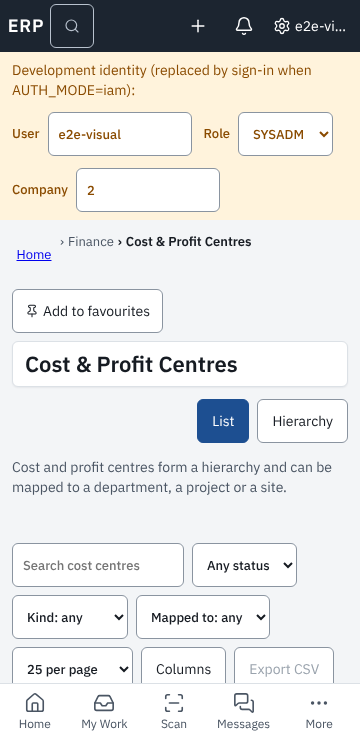 ERP e2e-vi...
Development identity (replaced by sign-in when
AUTH_MODE=iam):
User e2e-visual Role SYSADM
Company 2
Home › Finance › Cost & Profit Centres
Add to favourites
Cost & Profit Centres
List Hierarchy
Cost and profit centres form a hierarchy and can be
mapped to a department, a project or a site.
Search cost centres Any status
Kind: any Mapped to: any
25 per page Columns Export CSV
Home My Work Scan Messages More